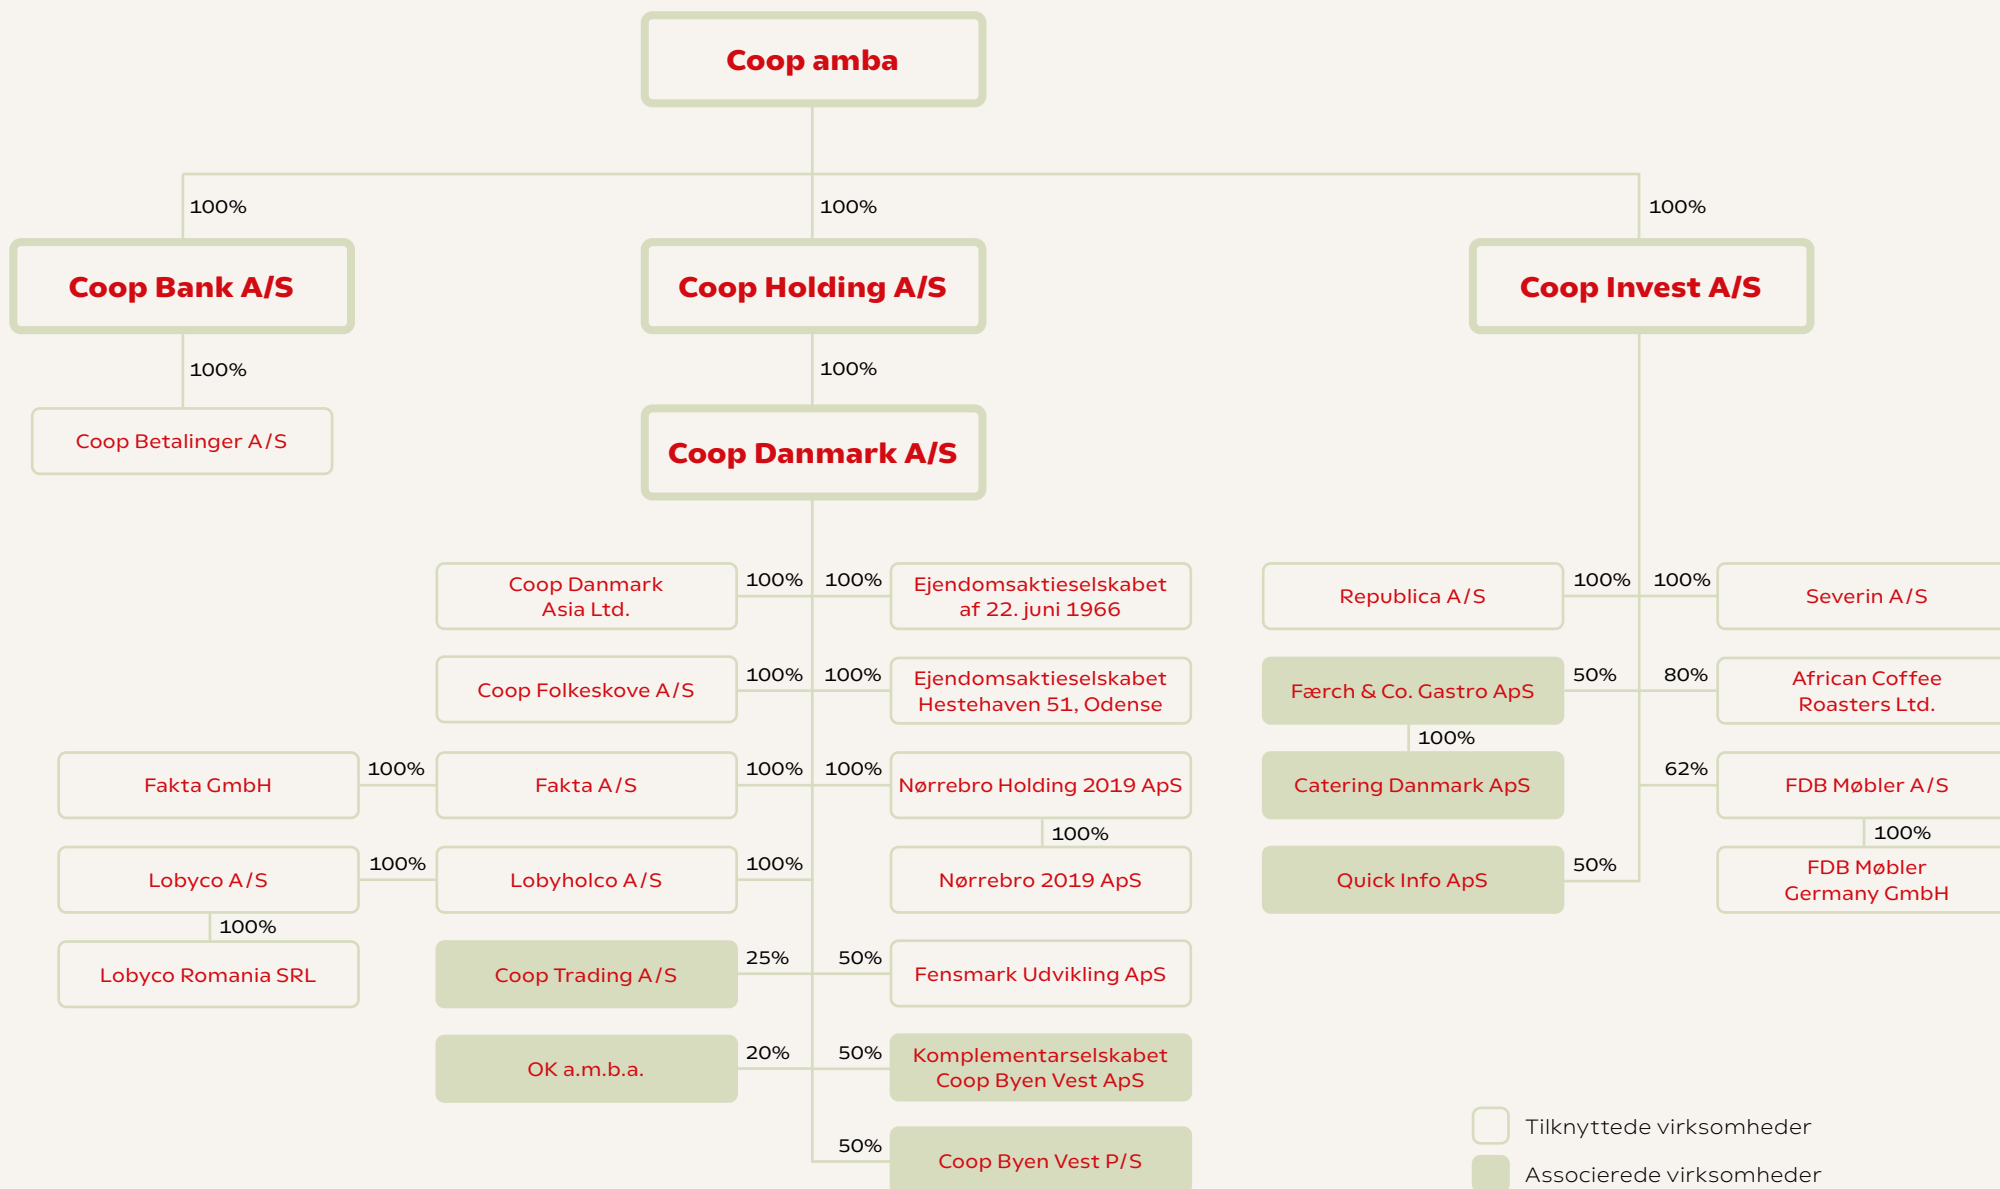 Coop amba
100%
100%
100%
Coop Bank A/S
Coop Holding A/S
Coop Invest A/S
100%
100%
Coop Betalinger A/S
Coop Danmark A/S
Coop Danmark
Asia Ltd.
100%
100%
Ejendomsaktieselskabet
af 22. juni 1966
Republica A/S
100%
100%
Severin A/S
Coop Folkeskove A/S
100%
100%
Ejendomsaktieselskabet
Hestehaven 51, Odense
Færch & Co. Gastro ApS
50%
80%
African Coffee
Roasters Ltd.
100%
Fakta GmbH
100%
Fakta A/S
100%
100%
Nørrebro Holding 2019 ApS
Catering Danmark ApS
62%
FDB Møbler A/S
100%
100%
Lobyco A/S
100%
Lobyholco A/S
100%
Nørrebro 2019 ApS
Quick Info ApS
50%
FDB Møbler
Germany GmbH
100%
Lobyco Romania SRL
Coop Trading A/S
25%
50%
Fensmark Udvikling ApS
OK a.m.b.a.
20%
50%
Komplementarselskabet
Coop Byen Vest ApS
50%
Coop Byen Vest P/S
Tilknyttede virksomheder
Associerede virksomheder